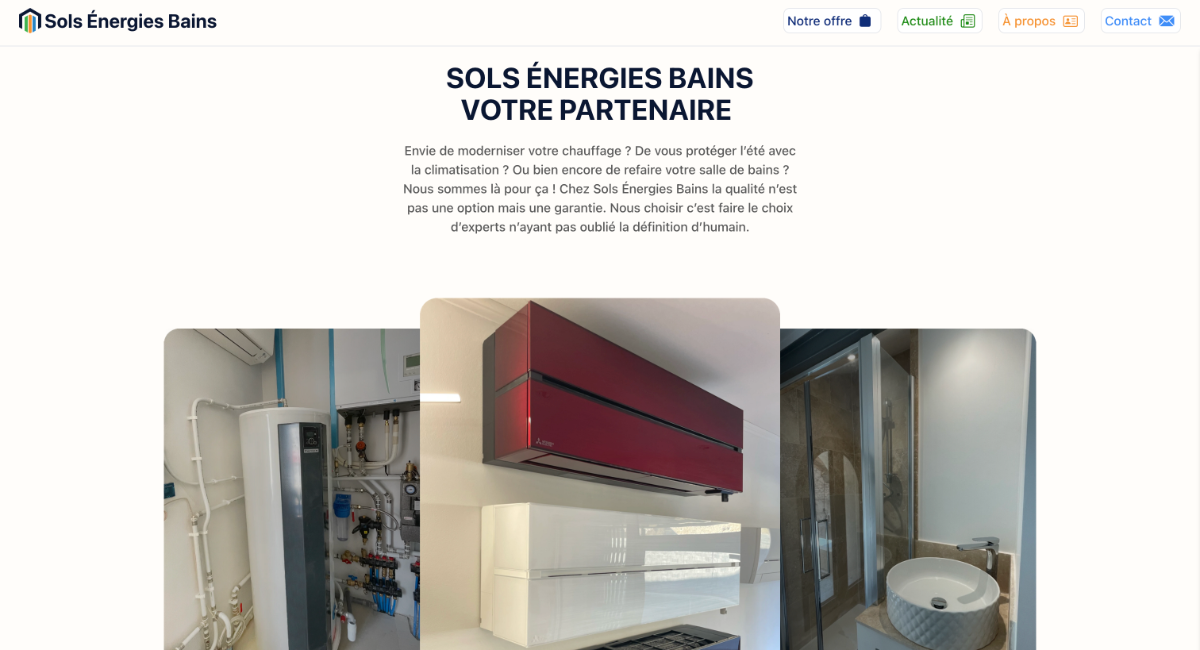 Sols Énergies Bains
Notre offre
Actualité
À propos
Contact
SOLS ÉNERGIES BAINS
VOTRE PARTENAIRE
Envie de moderniser votre chauffage ? De vous protéger l’été avec
la climatisation ? Ou bien encore de refaire votre salle de bains ?
Nous sommes là pour ça ! Chez Sols Énergies Bains la qualité n’est
pas une option mais une garantie. Nous choisir c’est faire le choix
d’experts n’ayant pas oublié la définition d’humain.